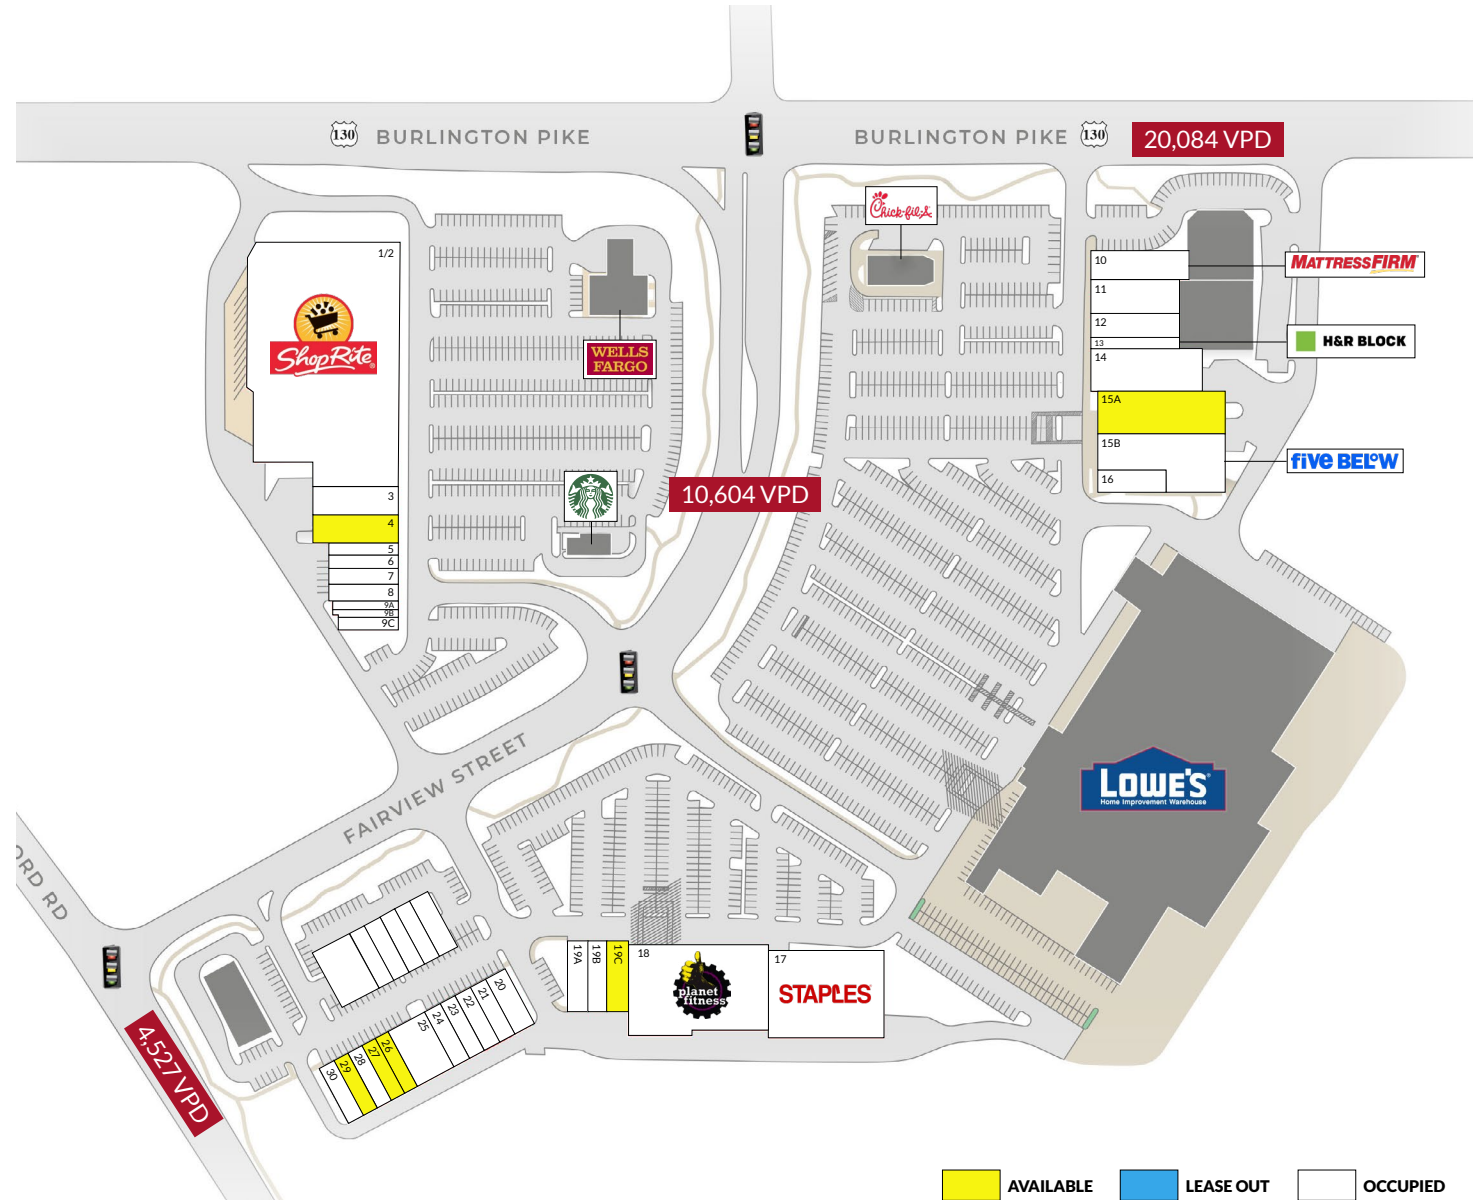 130 BURLINGTON PIKE
BURLINGTON PIKE 130
20,084 VPD
Chick-fil-A
1/2
ShopRite
WELLS
FARGO
10
MATTRESSFIRM
11
12
13
H&R BLOCK
14
15A
15B
five BELºW
16
3
4
5
6
7
8
9A
9B
9C
10,604 VPD
LOWE'S
Home Improvement Warehouse
FAIRVIEW STREET
ORD RD
4,527 VPD
19A
19B
19C
18
planet
fitness
17
STAPLES
20
21
22
23
24
25
26
27
28
29
30
AVAILABLE
LEASE OUT
OCCUPIED